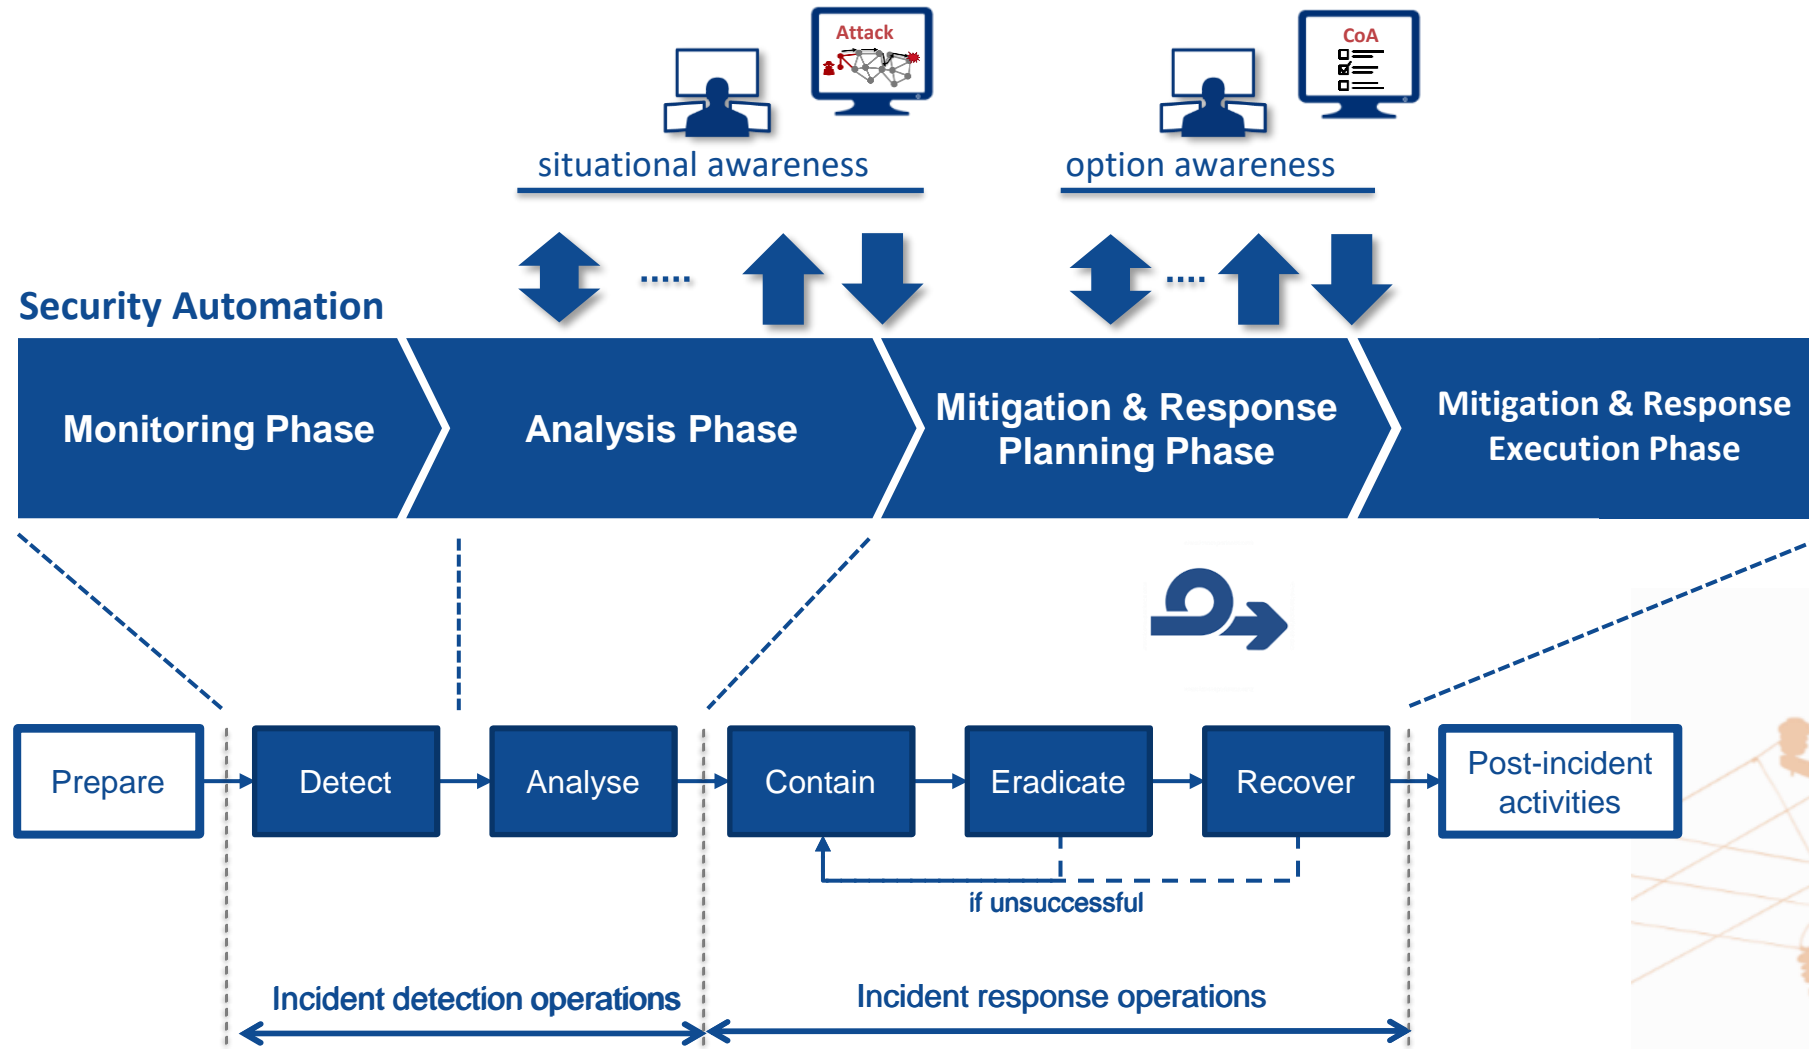 Attack
CoA
situational awareness
option awareness
.....
....
Security Automation
Monitoring Phase
Analysis Phase
Mitigation & Response
Planning Phase
Mitigation & Response
Execution Phase
Prepare
Detect
Analyse
Contain
Eradicate
Recover
Post-incident
activities
if unsuccessful
Incident detection operations
Incident response operations